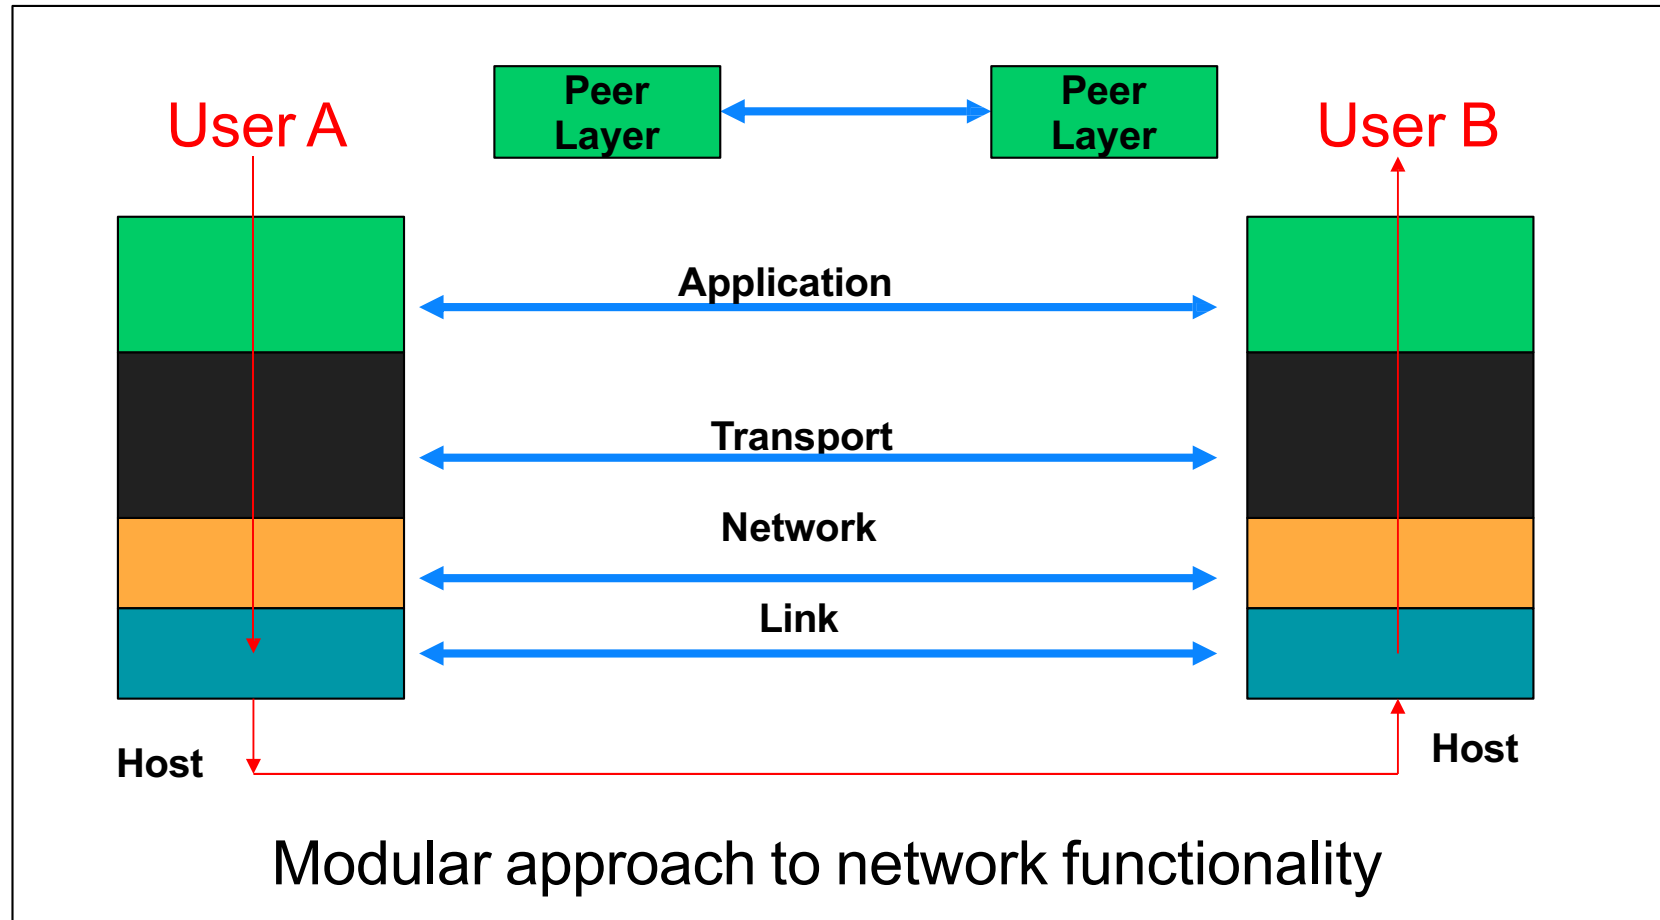 Peer
Layer
Peer
Layer
User A
User B
Application
Transport
Network
Link
Host
Host
Modular approach to network functionality